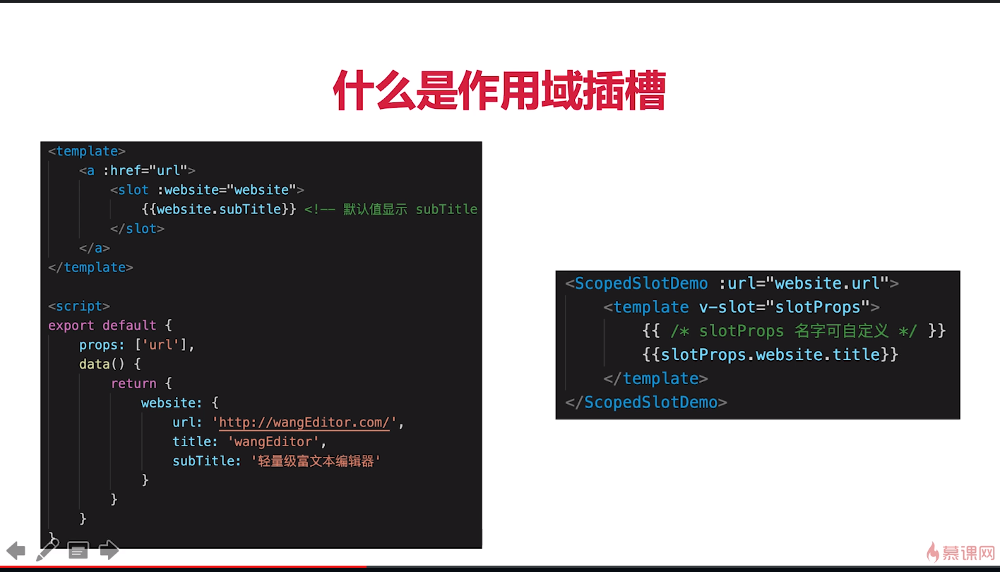 什么是作用域插槽
<template>
<a :href="url">
<slot :website="website">
{{website.subTitle}} <!-- 默认值显示 subTitle
</slot>
</a>
</template>
<script>
export default {
props: ['url'],
data() {
return {
website: {
url: 'http://wangEditor.com/',
title: 'wangEditor',
subTitle: '轻量级富文本编辑器'
}
}
}
}
<ScopedSlotDemo :url="website.url">
<template v-slot="slotProps">
{{ /* slotProps 名字可自定义 */ }}
{{slotProps.website.title}}
</template>
</ScopedSlotDemo>
慕课网